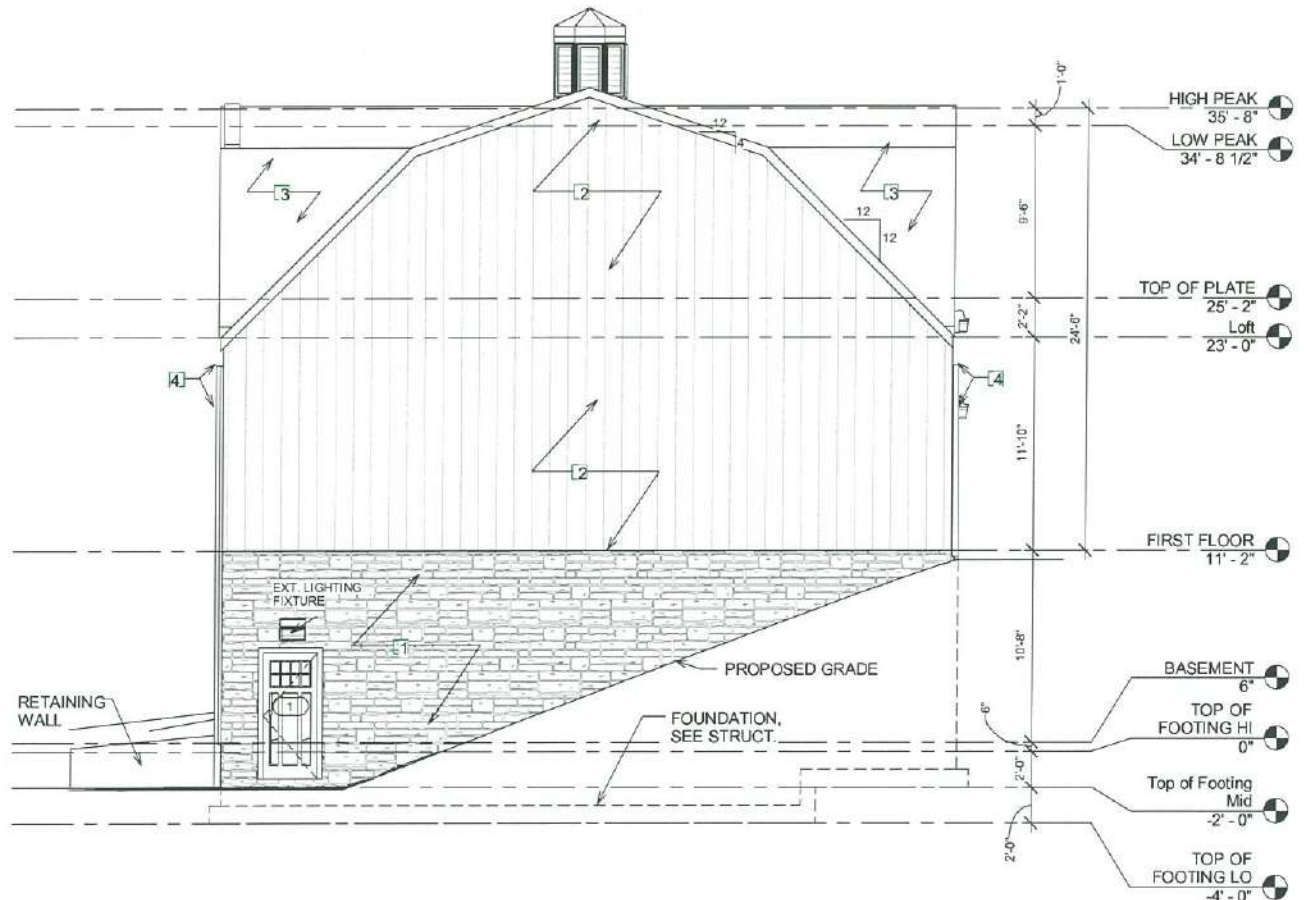 1'-0"
HIGH PEAK
35' - 8"
LOW PEAK
34' - 8 1/2"
12
4
3
2
3
12
12
9'-6"
TOP OF PLATE
25' - 2"
2'-2"
24'-6"
Loft
23' - 0"
4
4
11'-10"
2
FIRST FLOOR
11' - 2"
EXT. LIGHTING
FIXTURE
1
10'-8"
PROPOSED GRADE
BASEMENT
6"
RETAINING
WALL
1
FOUNDATION,
SEE STRUCT.
6"
TOP OF
FOOTING HI
0"
2'-0"
Top of Footing
Mid
-2' - 0"
2'-0"
TOP OF
FOOTING LO
-4' - 0"